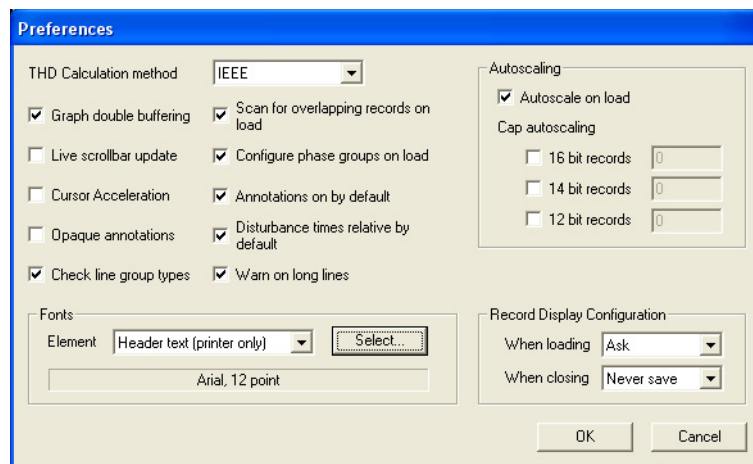 Preferences
THD Calculation method
IEEE
Graph double buffering
Live scrollbar update
Cursor Acceleration
Opaque annotations
Check line group types
Scan for overlapping records on
load
Configure phase groups on load
Annotations on by default
Disturbance times relative by
default
Warn on long lines
Autoscaling
Autoscale on load
Cap autoscaling
16 bit records 0
14 bit records 0
12 bit records 0
Fonts
Element Header text (printer only) Select...
Arial, 12 point
Record Display Configuration
When loading Ask
When closing Never save
OK Cancel